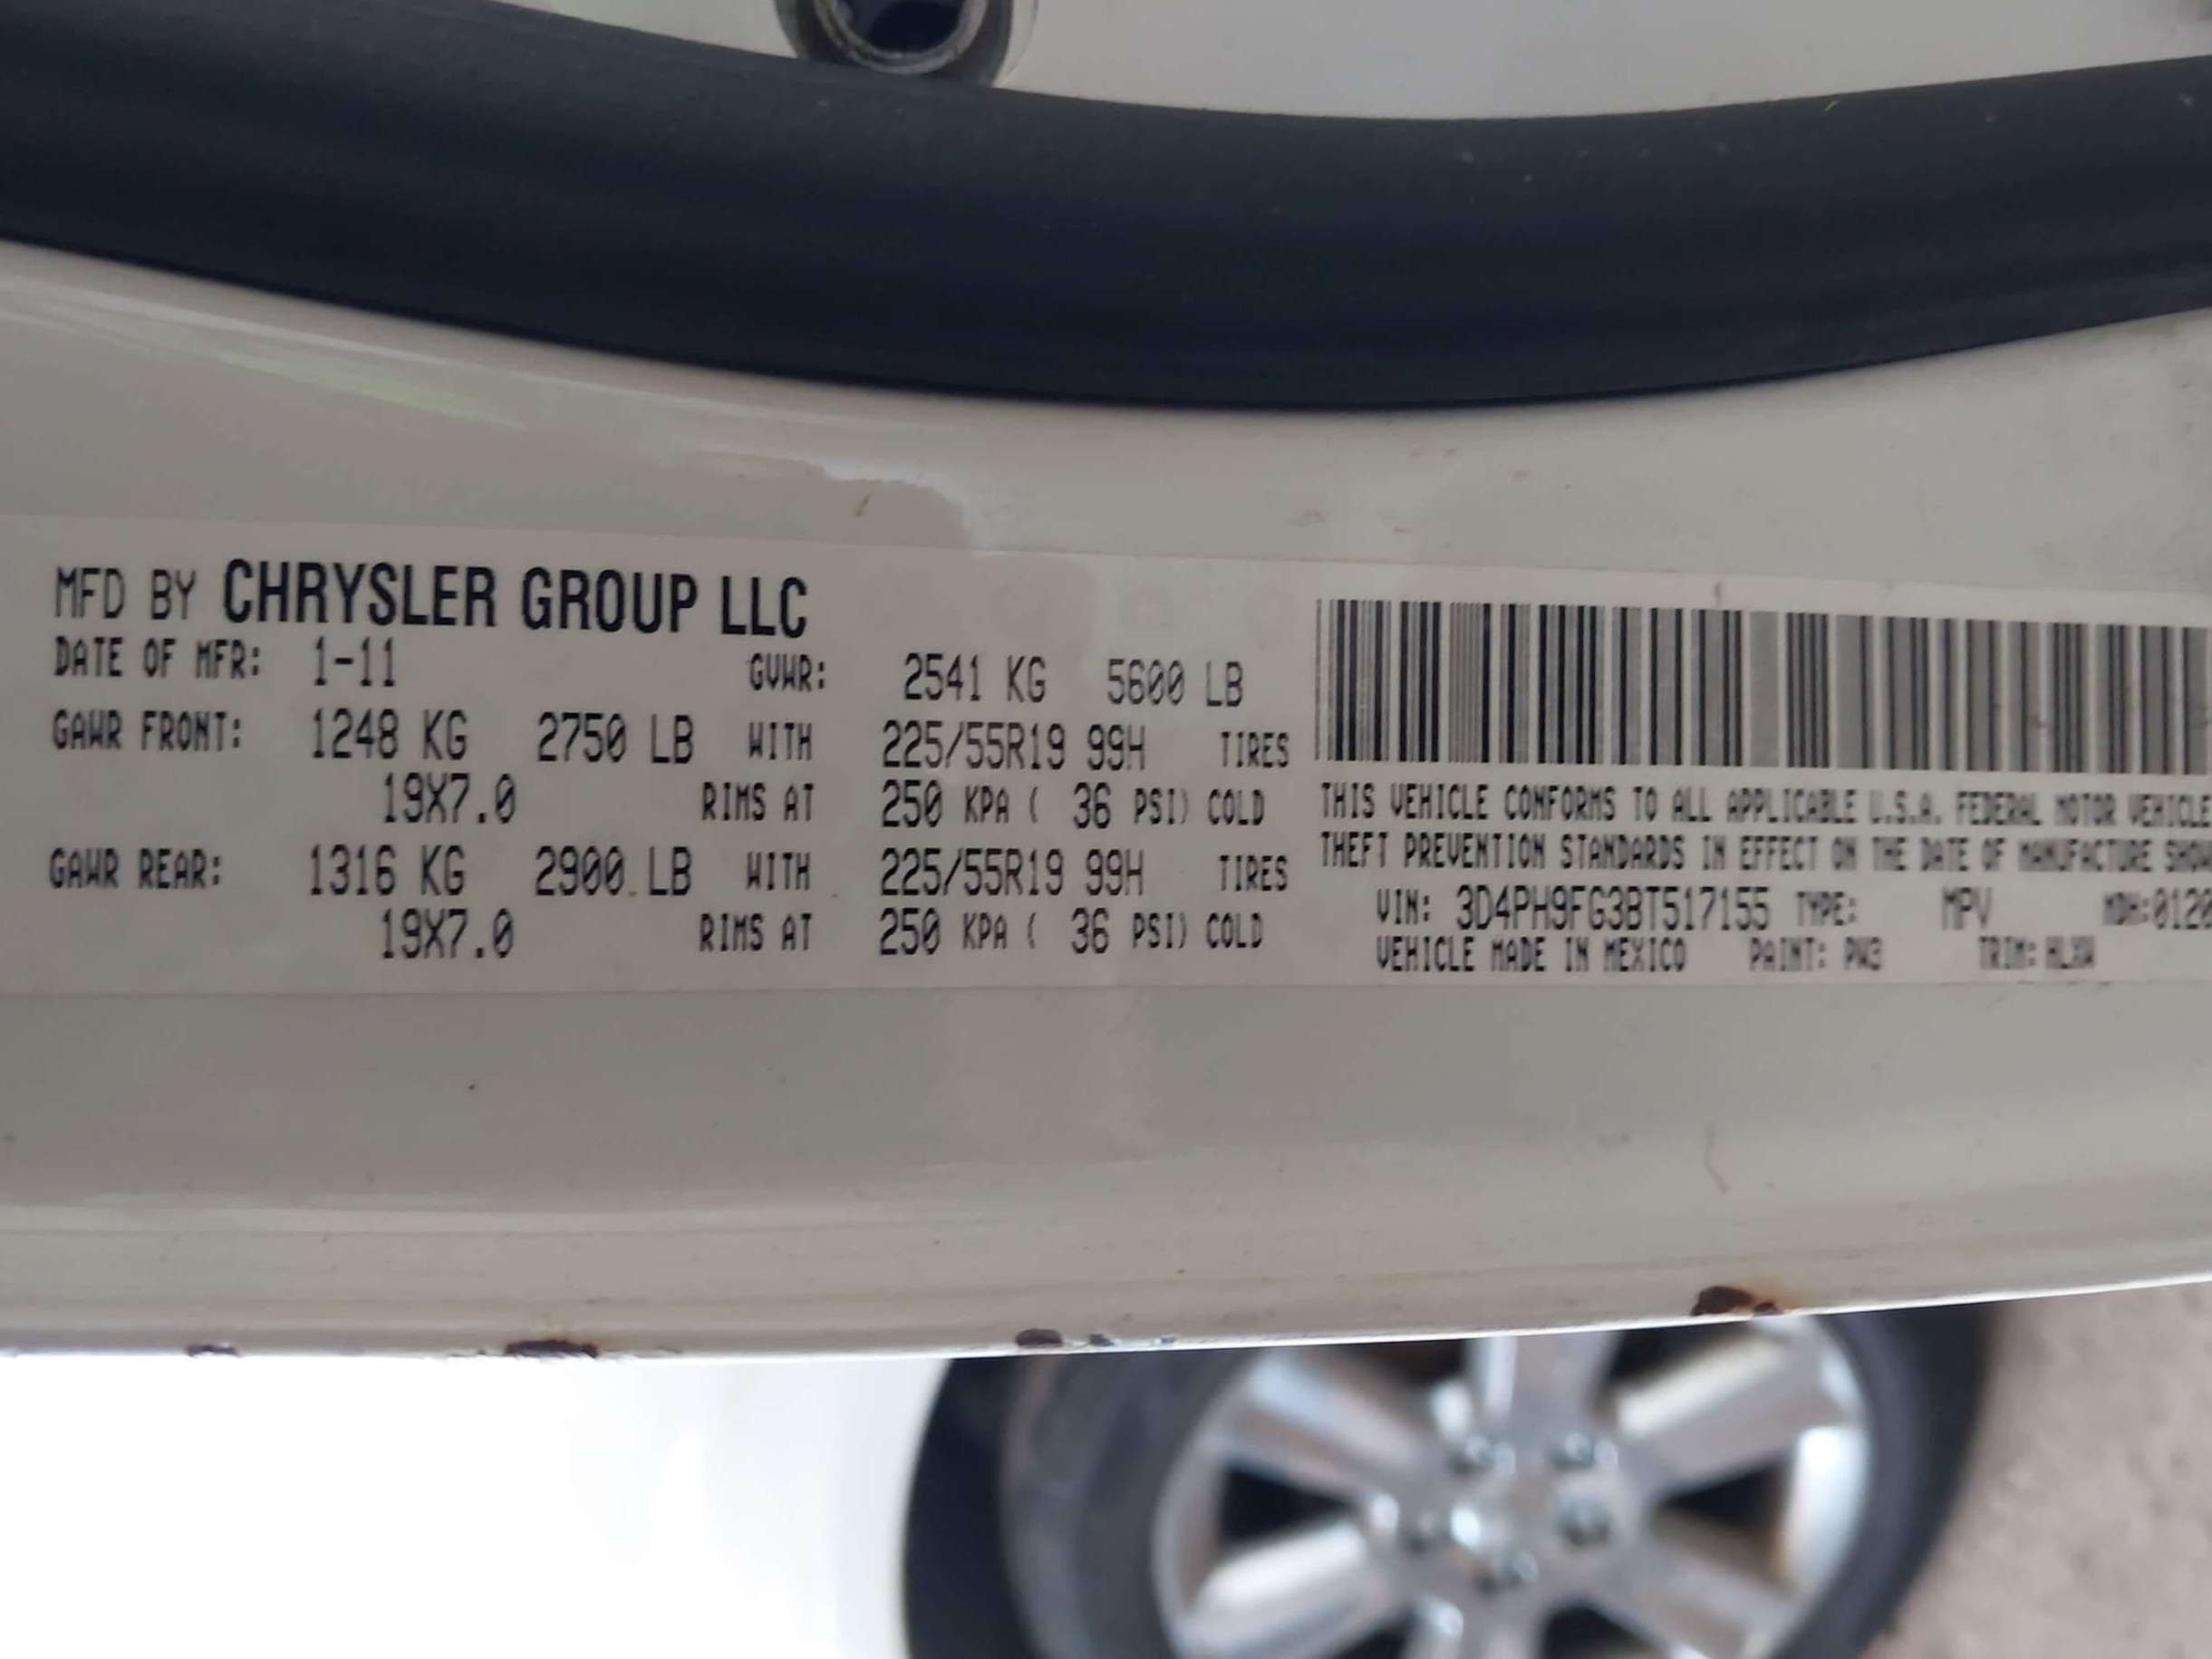 MFD BY CHRYSLER GROUP LLC
DATE OF MFR: 1-11 GVWR: 2541 KG 5600 LB
GAWR FRONT: 1248 KG 2750 LB WITH 225/55R19 99H TIRES
19X7.0 RIMS AT 250 KPA ( 36 PSI) COLD
GAWR REAR: 1316 KG 2900 LB WITH 225/55R19 99H TIRES
19X7.0 RIMS AT 250 KPA ( 36 PSI) COLD
THIS VEHICLE CONFORMS TO ALL APPLICABLE U.S.A. FEDERAL MOTOR VEHICLE
THEFT PREVENTION STANDARDS IN EFFECT ON THE DATE OF MANUFACTURE SHOW
VIN: 3D4PH9FG3BT517155 TYPE: MPV MDH:0120
VEHICLE MADE IN MEXICO PAINT: PW3 TRIM: